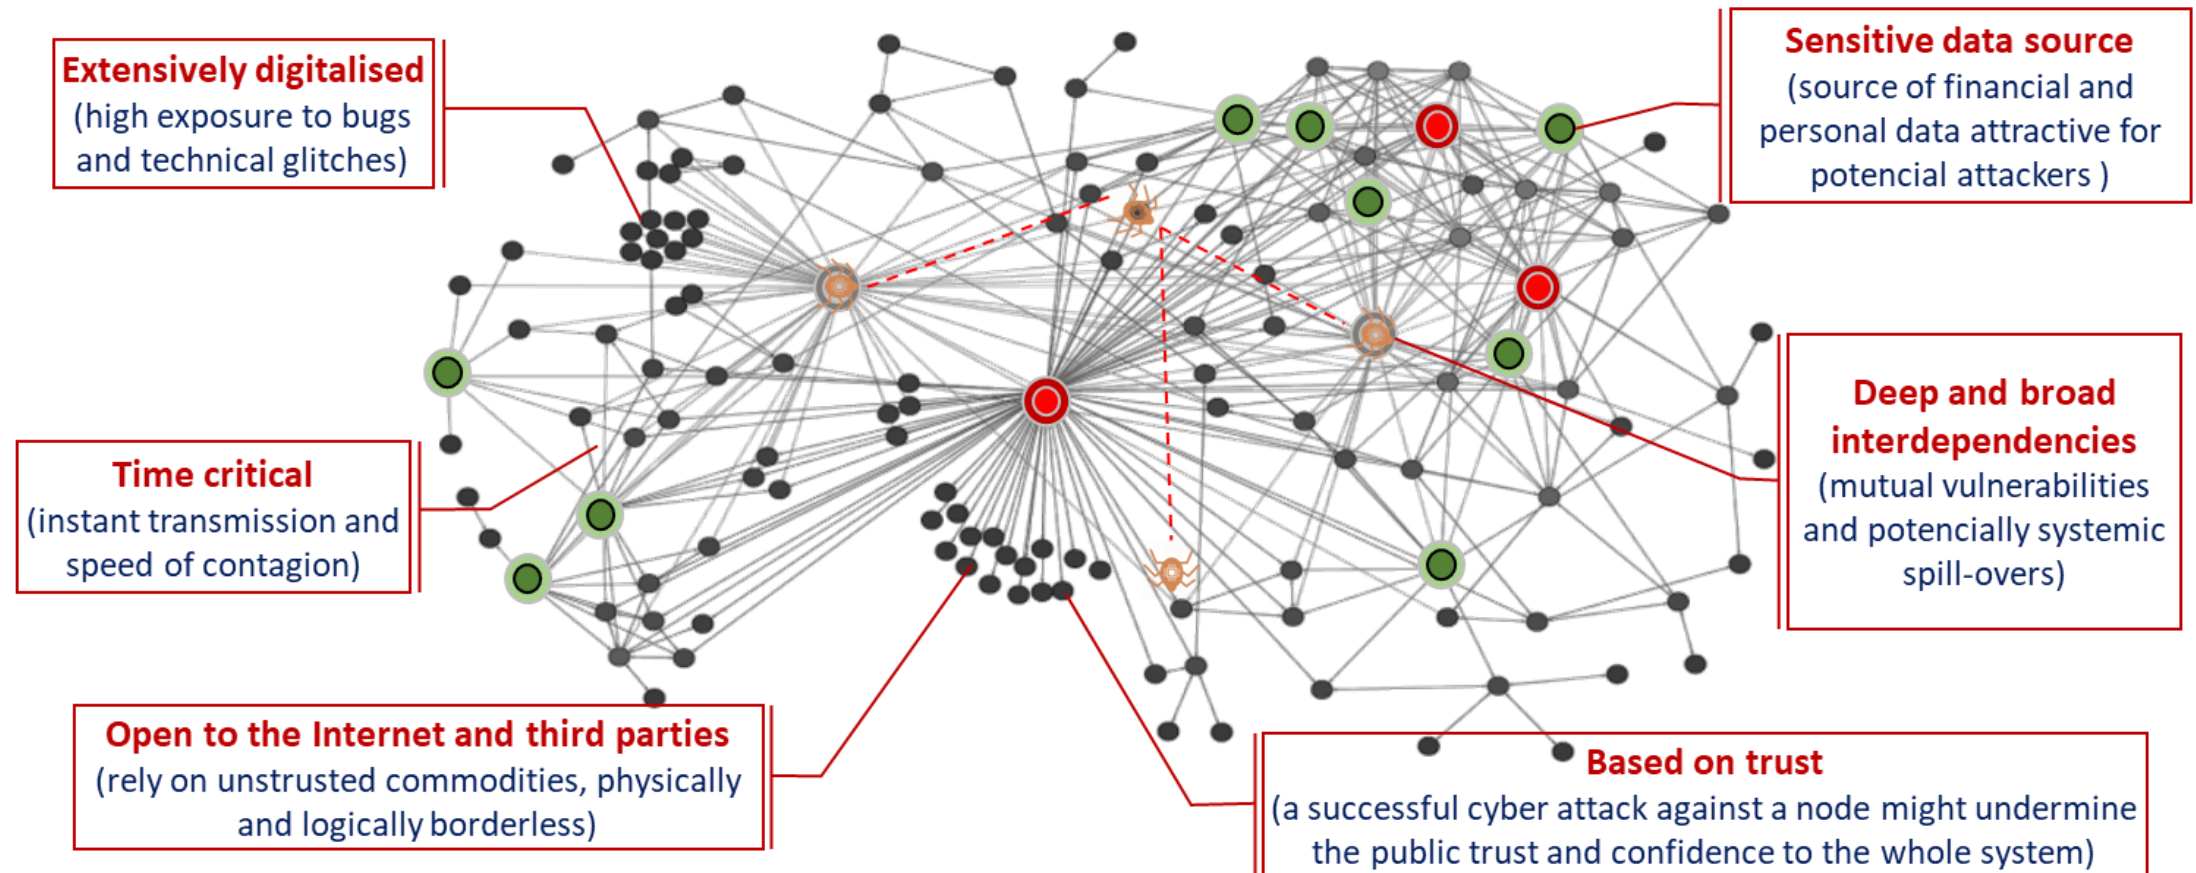 Extensively digitalised
(high exposure to bugs
and technical glitches)
Sensitive data source
(source of financial and
personal data attractive for
potencial attackers )
Time critical
(instant transmission and
speed of contagion)
Deep and broad
interdependencies
(mutual vulnerabilities
and potencially systemic
spill-overs)
Open to the Internet and third parties
(rely on unstrusted commodities, physically
and logically borderless)
Based on trust
(a successful cyber attack against a node might undermine
the public trust and confidence to the whole system)